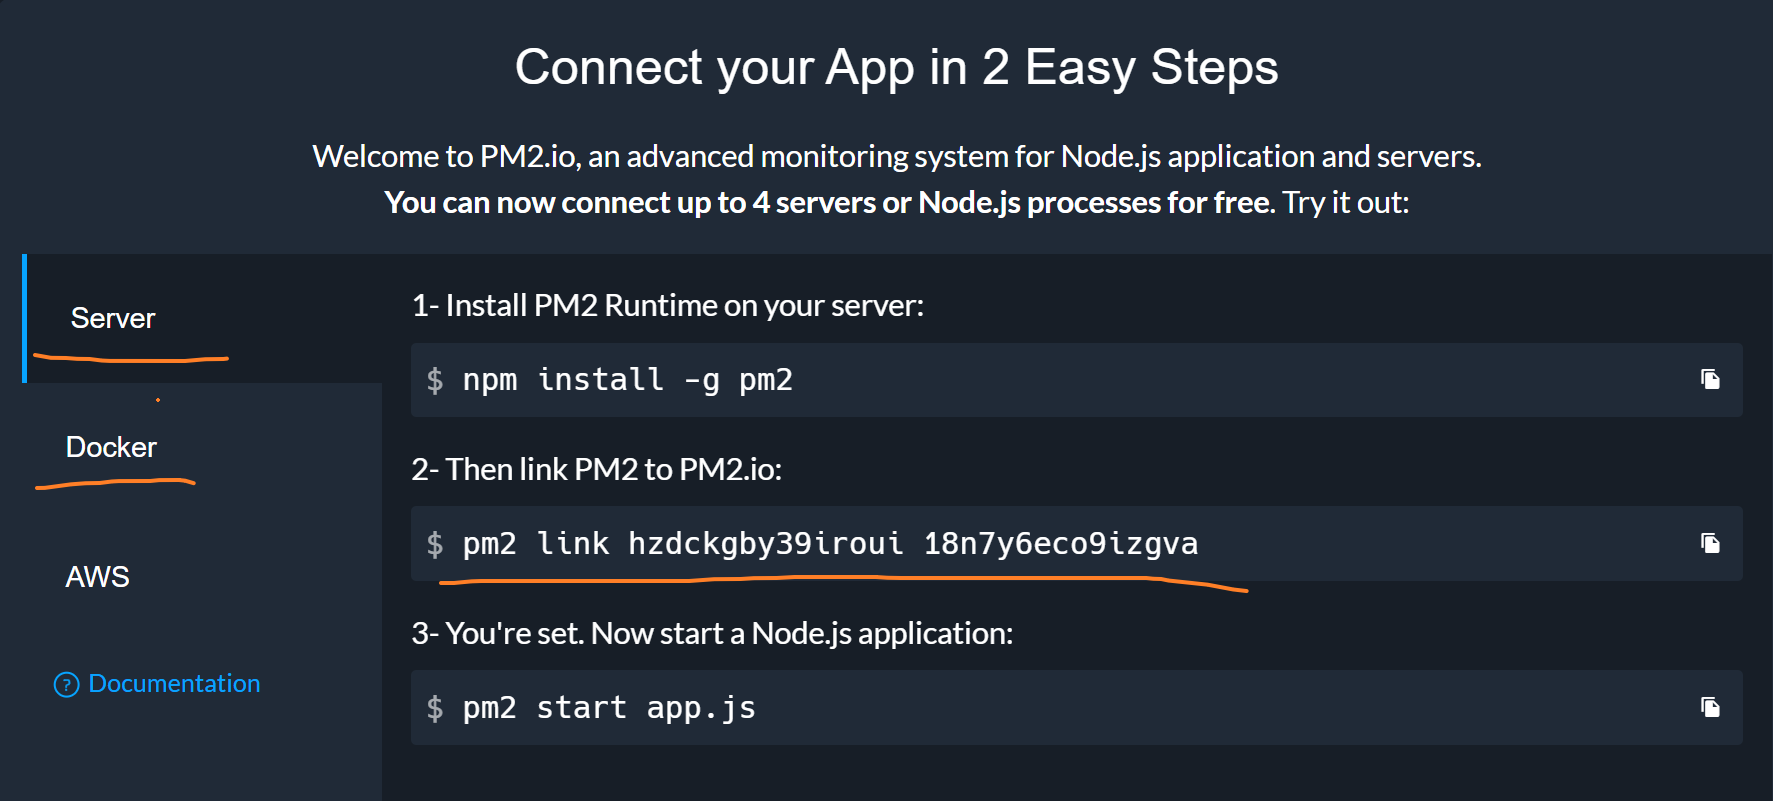 Connect your App in 2 Easy Steps
Welcome to PM2.io, an advanced monitoring system for Node.js application and servers.
You can now connect up to 4 servers or Node.js processes for free. Try it out:
Server
Docker
AWS
? Documentation
1- Install PM2 Runtime on your server:
$ npm install -g pm2
2- Then link PM2 to PM2.io:
$ pm2 link hzdckgby39iroui 18n7y6eco9izgva
3- You're set. Now start a Node.js application:
$ pm2 start app.js